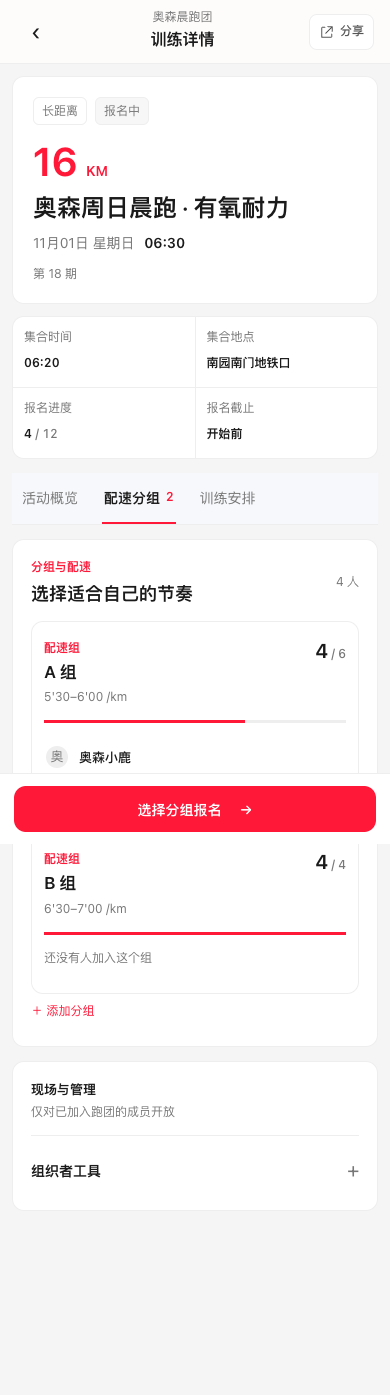 奥森晨跑团
训练详情
分享
长距离
报名中
16 KM
奥森周日晨跑 · 有氧耐力
11月01日 星期日 06:30
第 18 期
集合时间
06:20
集合地点
南园南门地铁口
报名进度
4 / 12
报名截止
开始前
活动概览 配速分组 2 训练安排
分组与配速
选择适合自己的节奏
4 人
配速组
A 组
5'30–6'00 /km
4 / 6
奥 奥森小鹿
选择分组报名 →
配速组
B 组
6'30–7'00 /km
4 / 4
还没有人加入这个组
+ 添加分组
现场与管理
仅对已加入跑团的成员开放
组织者工具 +